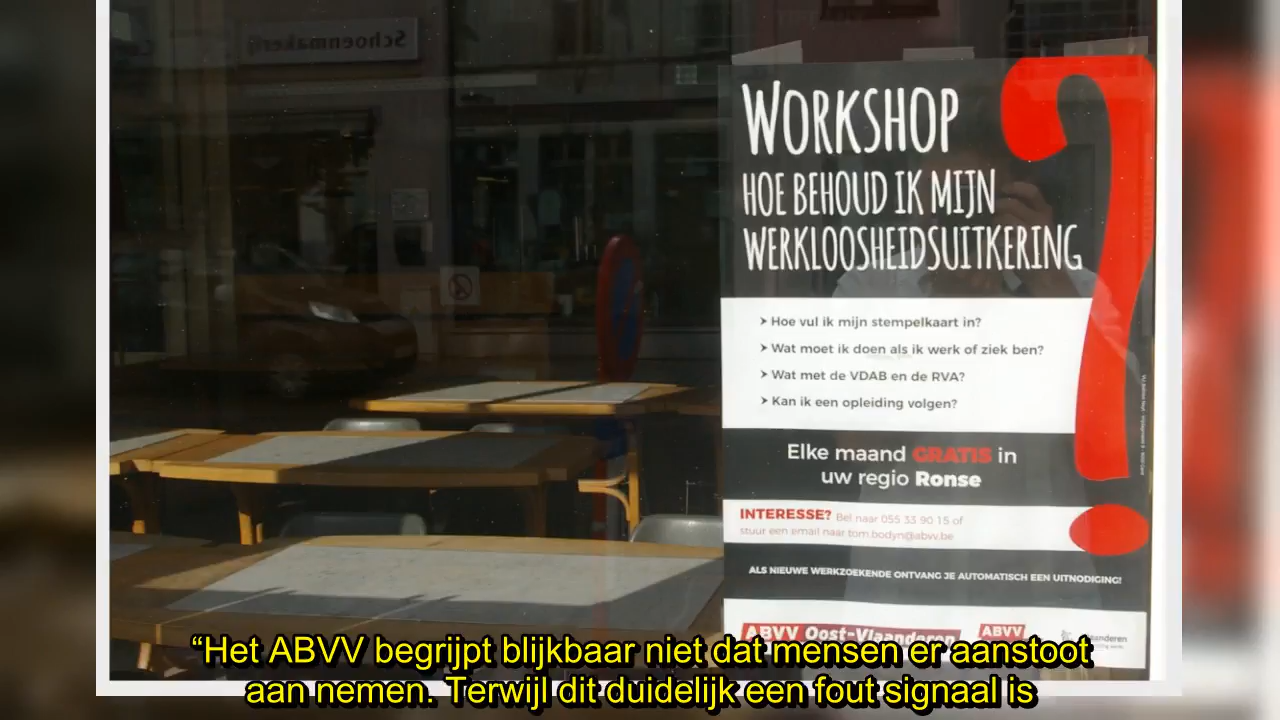 Schoenmakerij
WORKSHOP
HOE BEHOUD IK MIJN
WERKLOOSHEIDSUITKERING
➤ Hoe vul ik mijn stempelkaart in?
➤ Wat moet ik doen als ik werk of ziek ben?
➤ Wat met de VDAB en de RVA?
➤ Kan ik een opleiding volgen?
Elke maand GRATIS in
uw regio Ronse
INTERESSE? Bel naar 055 33 90 15 of
stuur een email naar tom.bodyn@abvv.be
ALS NIEUWE WERKZOEKENDE ONTVANG JE AUTOMATISCH EEN UITNODIGING!
ABVV Oost-Vlaanderen ABVV
“Het ABVV begrijpt blijkbaar niet dat mensen er aanstoot
aan nemen. Terwijl dit duidelijk een fout signaal is